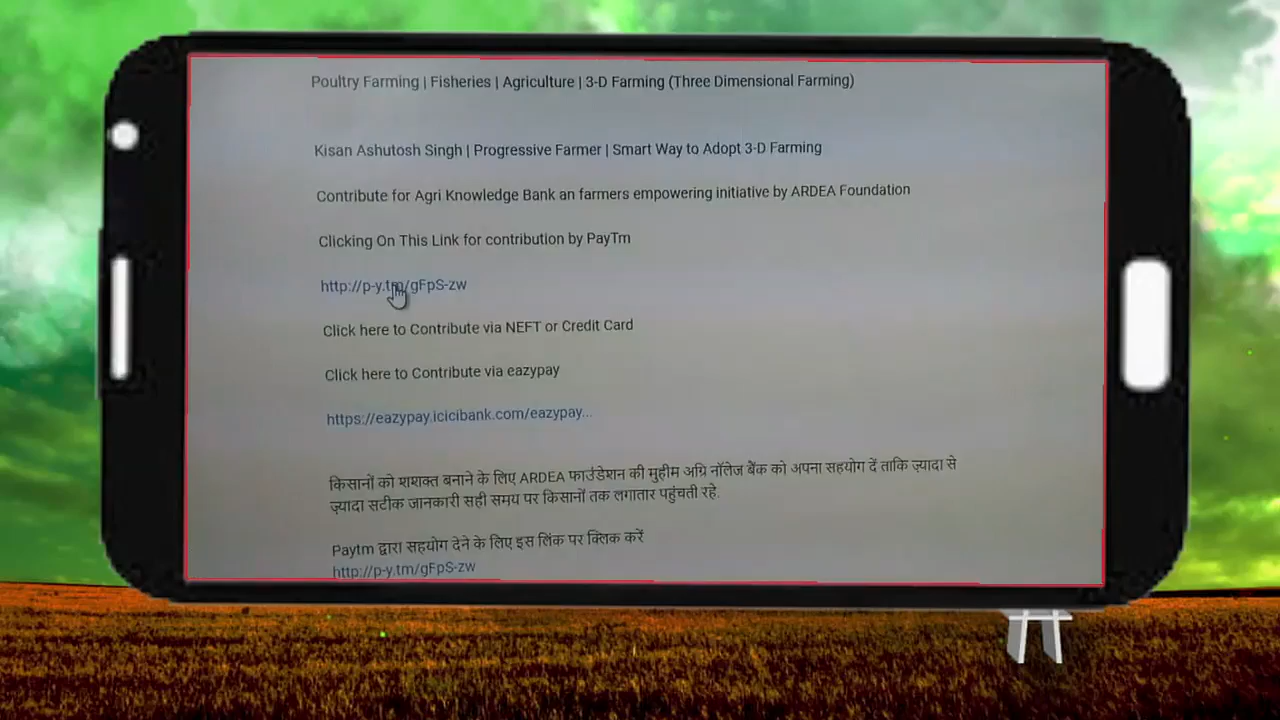 Poultry Farming | Fisheries | Agriculture | 3-D Farming (Three Dimensional Farming)
Kisan Ashutosh Singh | Progressive Farmer | Smart Way to Adopt 3-D Farming
Contribute for Agri Knowledge Bank an farmers empowering initiative by ARDEA Foundation
Clicking On This Link for contribution by PayTm
http://p-y.tm/gFpS-zw
Click here to Contribute via NEFT or Credit Card
Click here to Contribute via eazypay
https://eazypay.icicibank.com/eazypay...
किसानों को शशक्त बनाने के लिए ARDEA फाउंडेशन की मुहीम अग्रि नॉलेज बैंक को अपना सहयोग दें ताकि ज़्यादा से
ज़्यादा सटीक जानकारी सही समय पर किसानों तक लगातार पहुंचती रहे.
Paytm द्वारा सहयोग देने के लिए इस लिंक पर क्लिक करें
http://p-y.tm/gFpS-zw